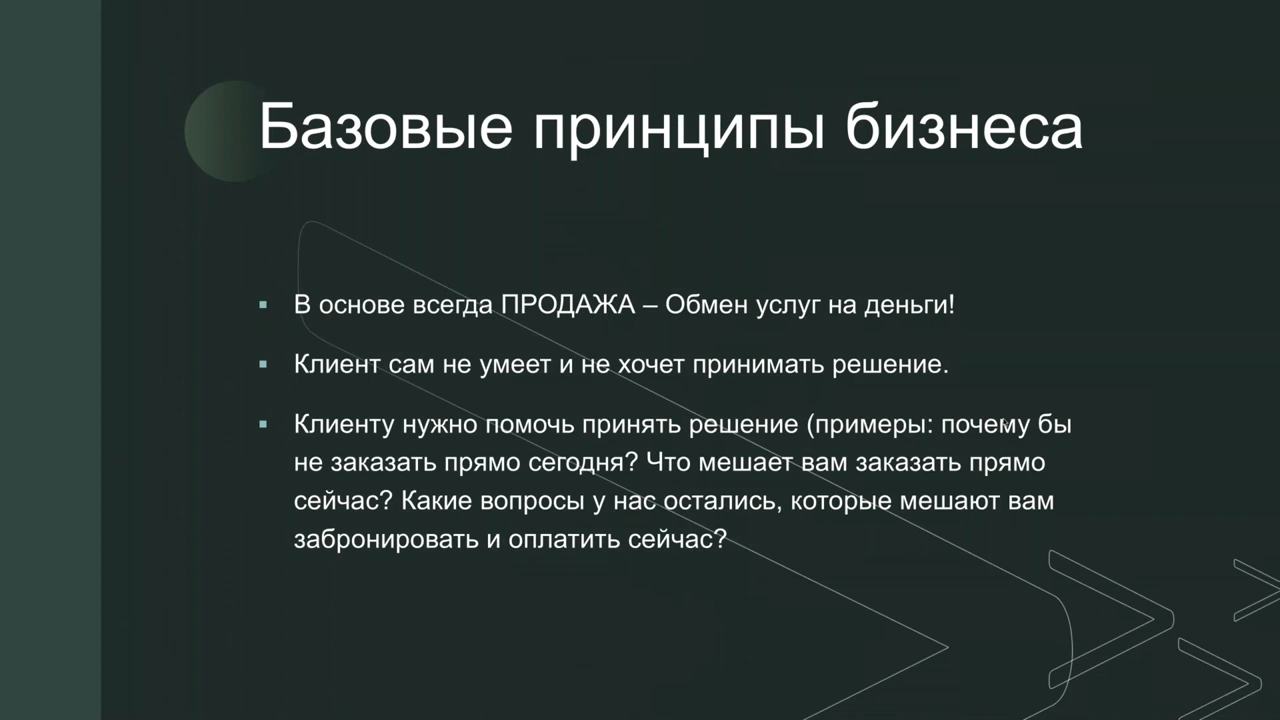 Базовые принципы бизнеса
В основе всегда ПРОДАЖА – Обмен услуг на деньги!
Клиент сам не умеет и не хочет принимать решение.
Клиенту нужно помочь принять решение (примеры: почему бы
не заказать прямо сегодня? Что мешает вам заказать прямо
сейчас? Какие вопросы у нас остались, которые мешают вам
забронировать и оплатить сейчас?